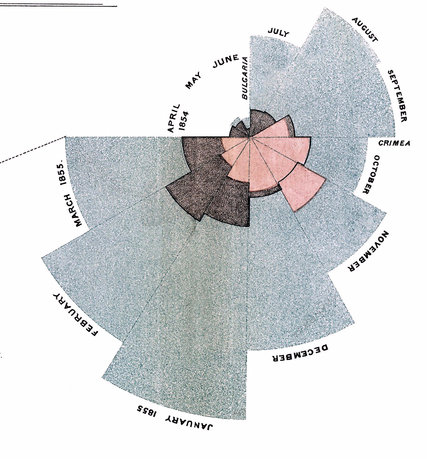 APRIL
1854
MAY
JUNE
BULGARIA
JULY
AUGUST
SEPTEMBER
CRIMEA
OCTOBER
NOVEMBER
DECEMBER
JANUARY 1855
FEBRUARY
MARCH 1855.